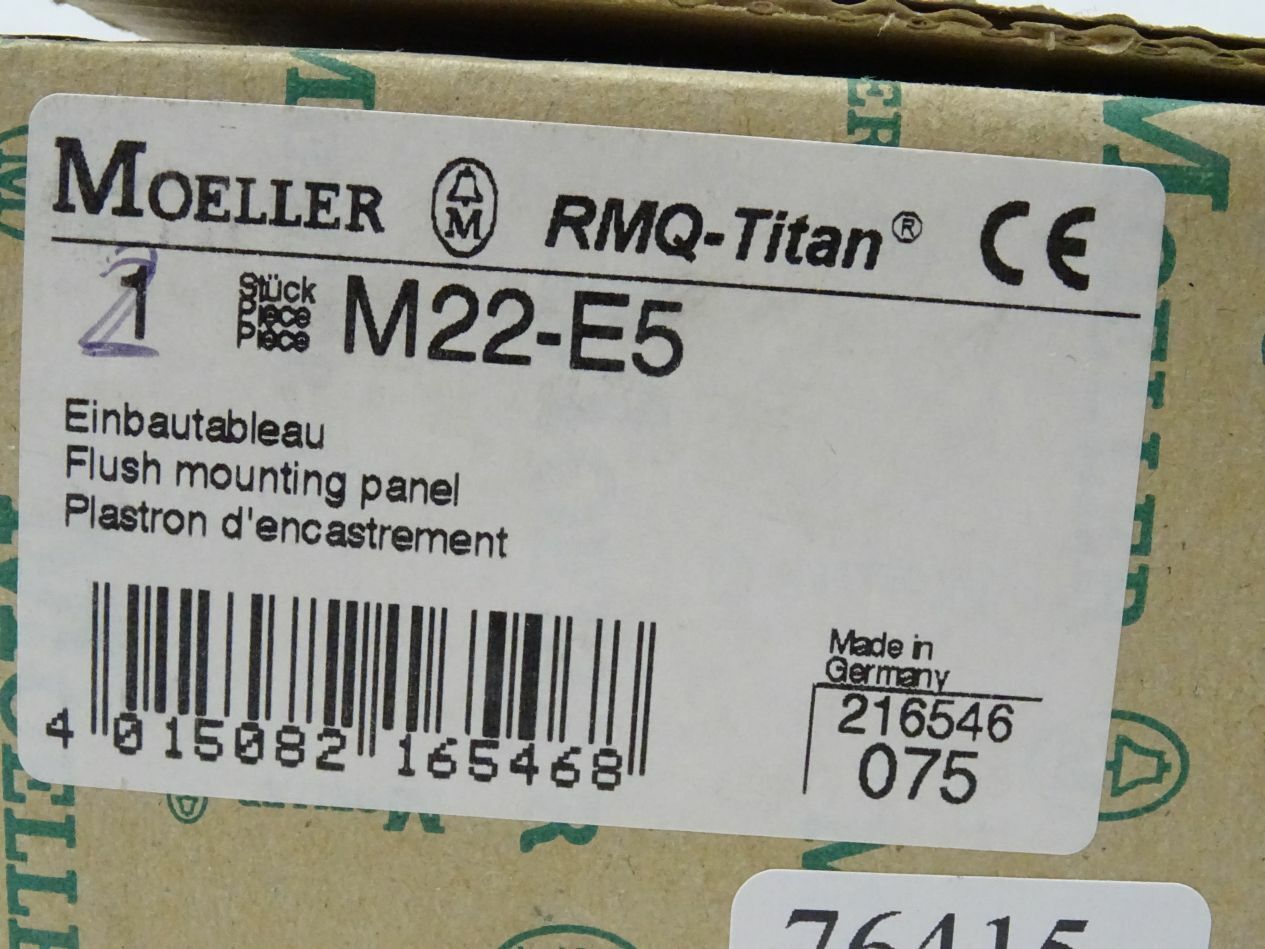 MOELLER M RMQ-Titan® CE
1 Stück
Piece
Pièce
M22-E5
Einbautableau
Flush mounting panel
Plastron d'encastrement
4 015082 165468
Made in
Germany
216546
075
76415